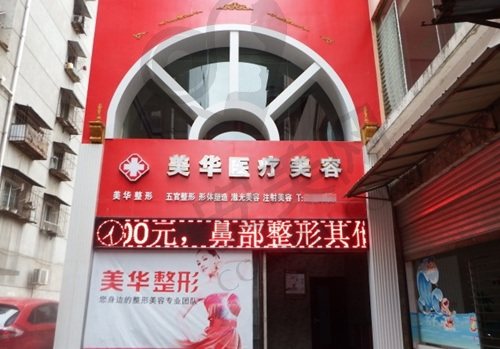 美华医疗美容
美华整形
五官整形 形体塑造 激光美容 注射美容 T:
00元，鼻部整形其他
美华整形
您身边的整形美容专业团队